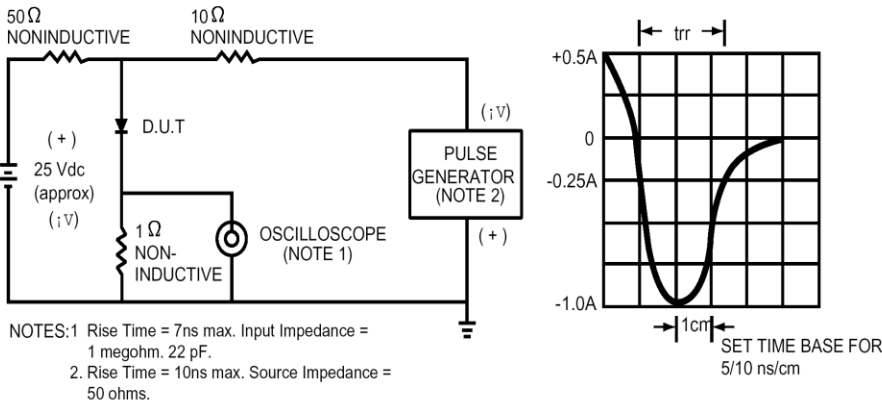 50Ω
NONINDUCTIVE
10Ω
NONINDUCTIVE
(+)
25 Vdc
(approx)
(¡V)
D.U.T
1Ω
NON-
INDUCTIVE
OSCILLOSCOPE
(NOTE 1)
(¡V)
PULSE
GENERATOR
(NOTE 2)
(+)
trr
+0.5A
0
-0.25A
-1.0A
1cm
SET TIME BASE FOR
5/10 ns/cm
NOTES:1 Rise Time = 7ns max. Input Impedance =
1 megohm. 22 pF.
2. Rise Time = 10ns max. Source Impedance =
50 ohms.